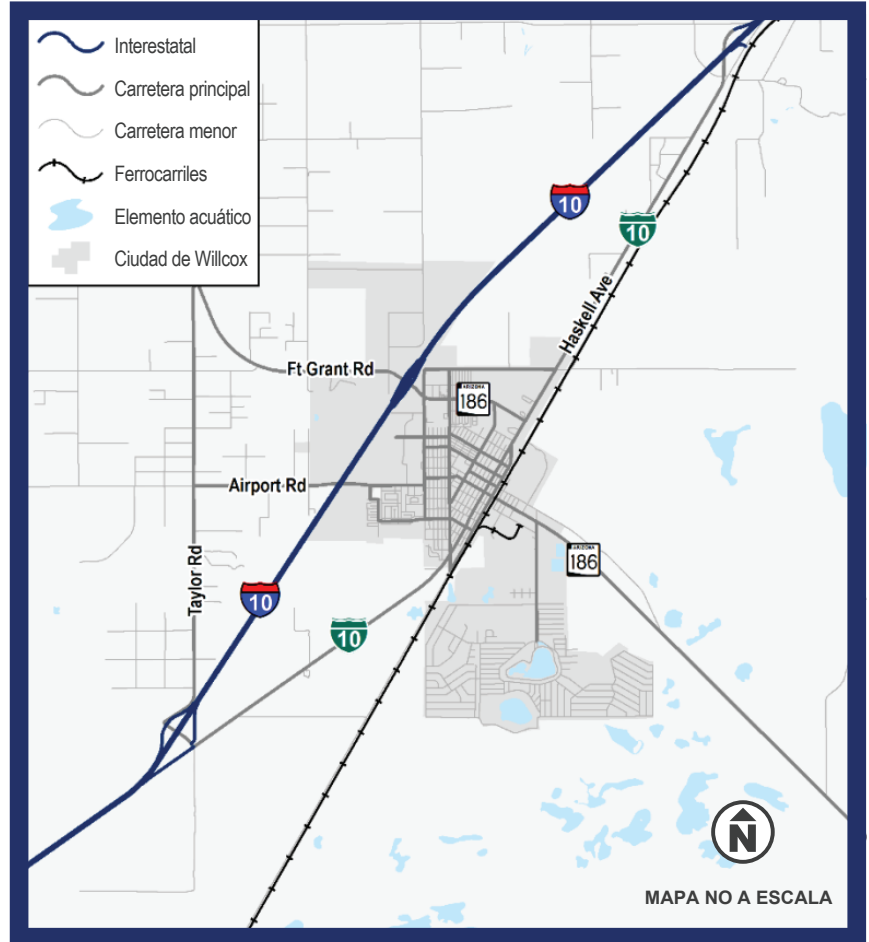 Interestatal
Carretera principal
Carretera menor
Ferrocarriles
Elemento acuático
Ciudad de Willcox
10
10
Haskell Ave
Ft Grant Rd
ARIZONA
186
Airport Rd
Taylor Rd
ARIZONA
186
10
10
N
MAPA NO A ESCALA